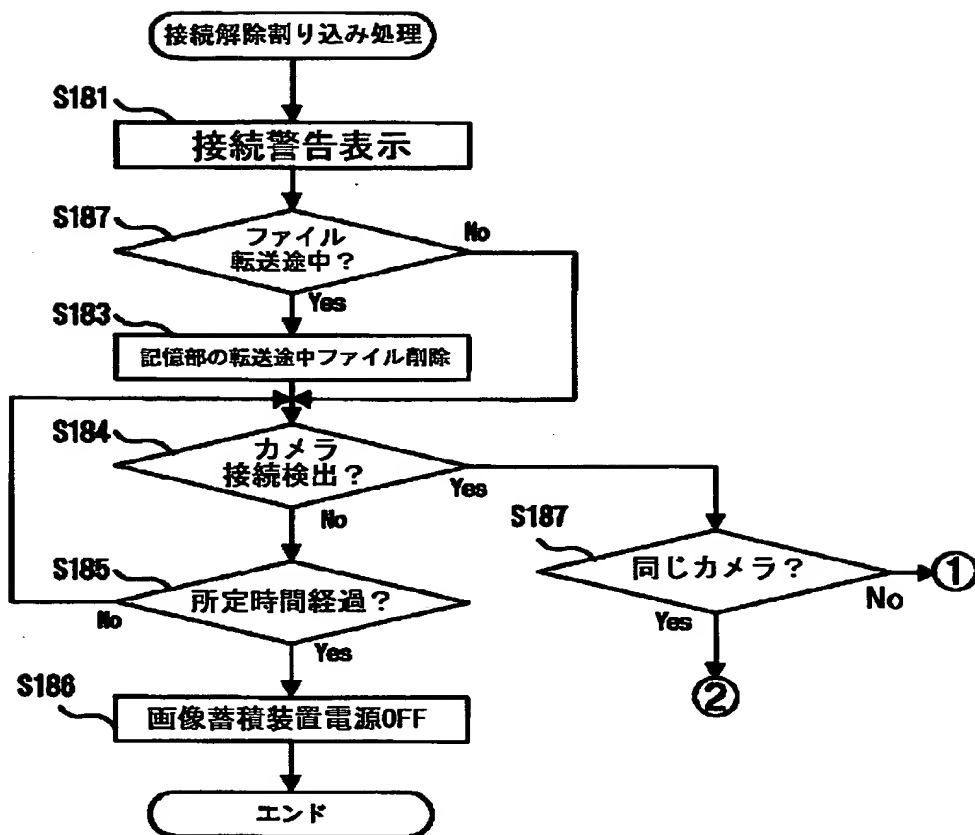 接続解除割り込み処理
S181
接続警告表示
S187
ファイル
転送途中？
No
Yes
S183
記憶部の転送途中ファイル削除
S184
カメラ
接続検出？
Yes
No
S187
同じカメラ？
①
No
Yes
②
S185
所定時間経過？
No
Yes
S186
画像蓄積装置電源OFF
エンド